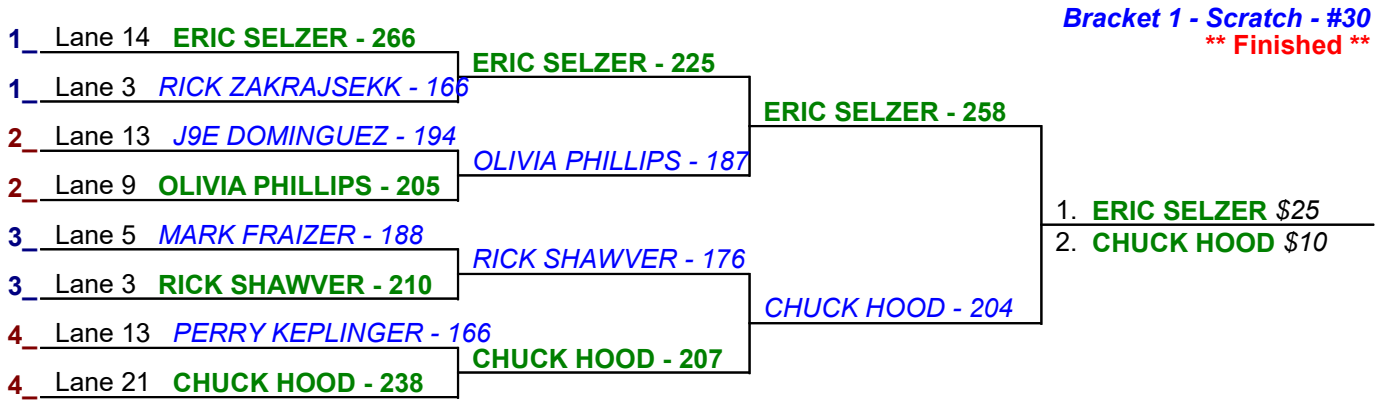 Bracket 1 - Scratch - #30
** Finished **
1_ Lane 14 ERIC SELZER - 266
1_ Lane 3 RICK ZAKRAJSEKK - 166
2_ Lane 13 J9E DOMINGUEZ - 194
2_ Lane 9 OLIVIA PHILLIPS - 205
3_ Lane 5 MARK FRAIZER - 188
3_ Lane 3 RICK SHAWVER - 210
4_ Lane 13 PERRY KEPLINGER - 166
4_ Lane 21 CHUCK HOOD - 238
ERIC SELZER - 225
OLIVIA PHILLIPS - 187
RICK SHAWVER - 176
CHUCK HOOD - 207
ERIC SELZER - 258
CHUCK HOOD - 204
1. ERIC SELZER $25
2. CHUCK HOOD $10